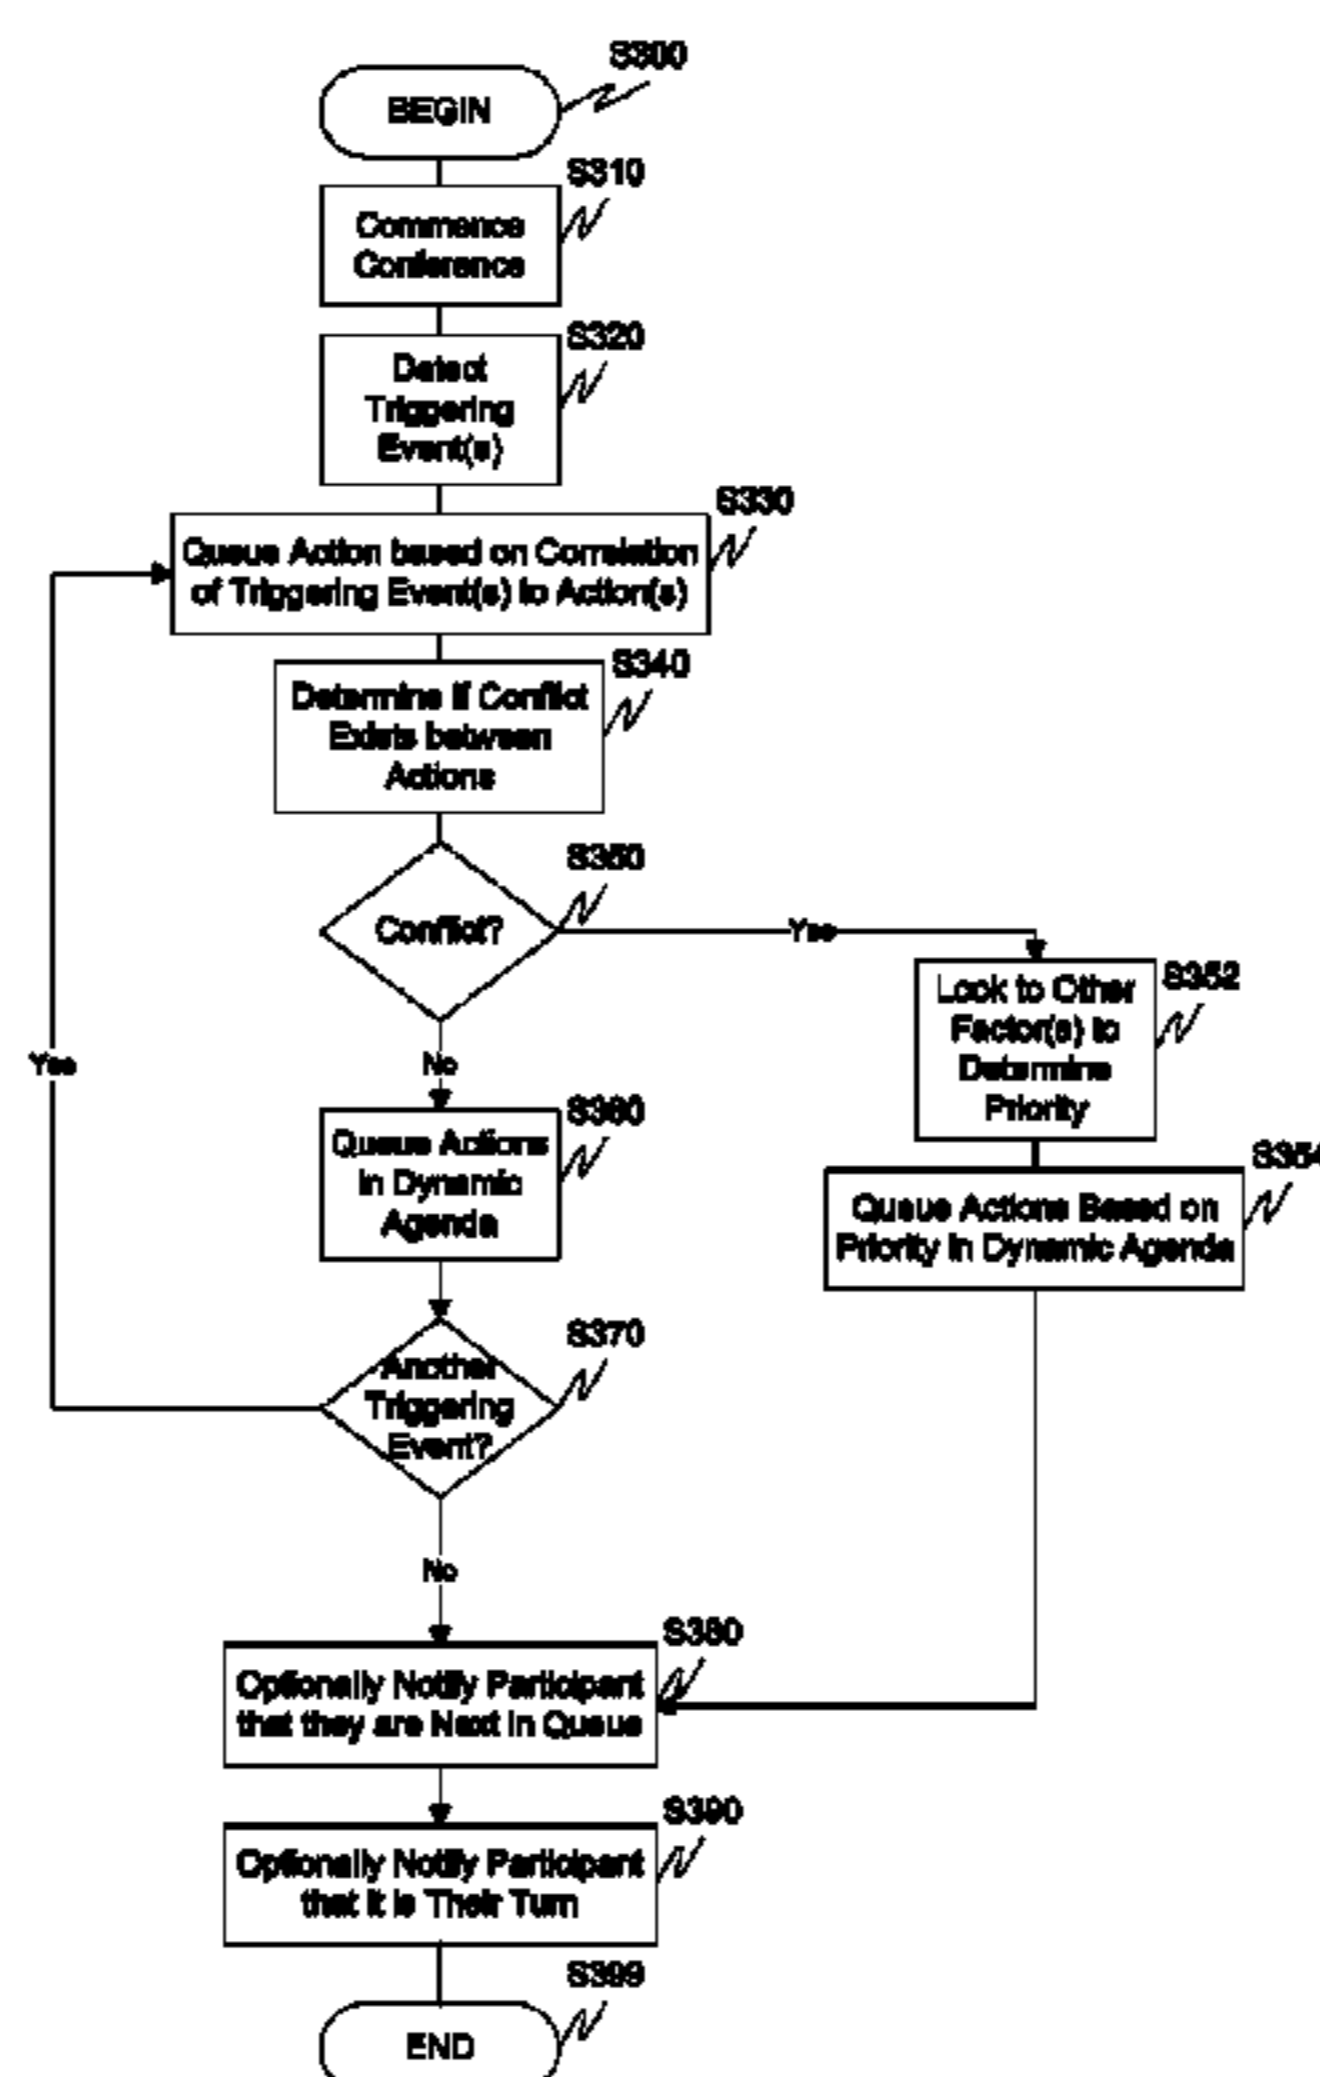 S300
BEGIN
S310
Commence
Conference
S320
Detect
Triggering
Event(s)
S330
Queue Action based on Correlation
of Triggering Event(s) to Action(s)
S340
Determine if Conflict
Exists between
Actions
S350
Conflict?
Yes
S352
Look to Other
Factor(s) to
Determine
Priority
Yes
No
S360
Queue Actions
in Dynamic
Agenda
S354
Queue Actions Based on
Priority in Dynamic Agenda
S370
Another
Triggering
Event?
No
S380
Optionally Notify Participant
that they are Next in Queue
S390
Optionally Notify Participant
that it is Their Turn
S399
END